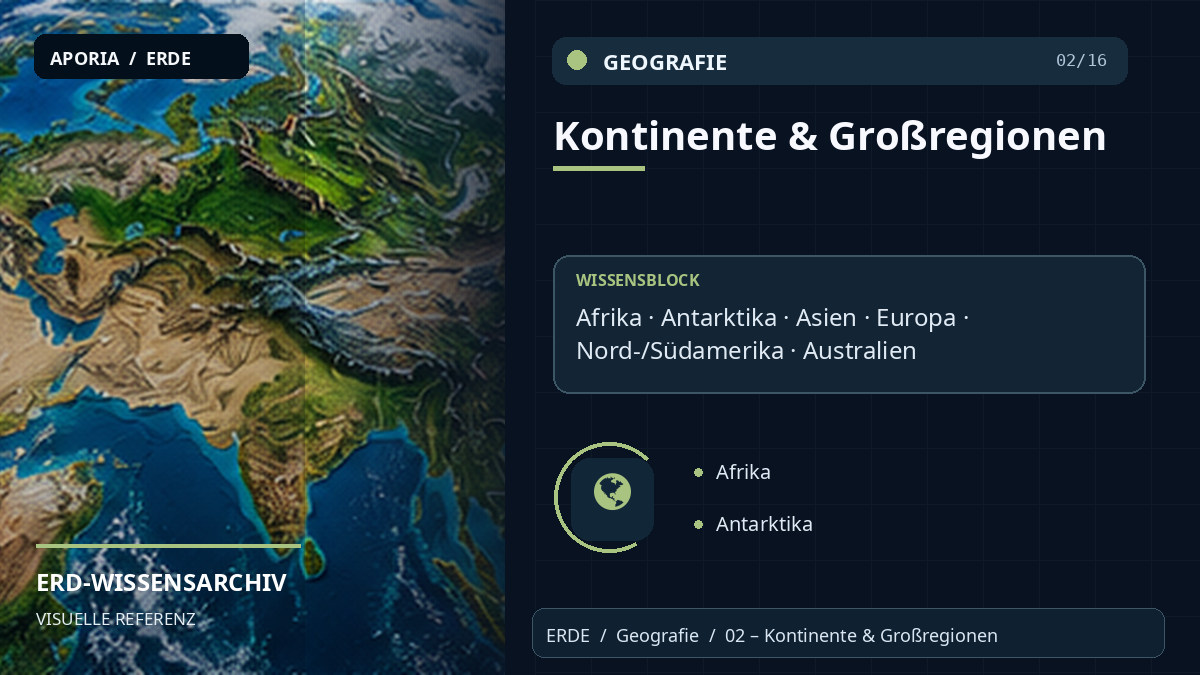 APORIA / ERDE
ERD-WISSENSARCHIV
VISUELLE REFERENZ
GEOGRAFIE 02/16
Kontinente & Großregionen
WISSENSBLOCK
Afrika · Antarktika · Asien · Europa ·
Nord-/Südamerika · Australien
Afrika
Antarktika
ERDE / Geografie / 02 – Kontinente & Großregionen